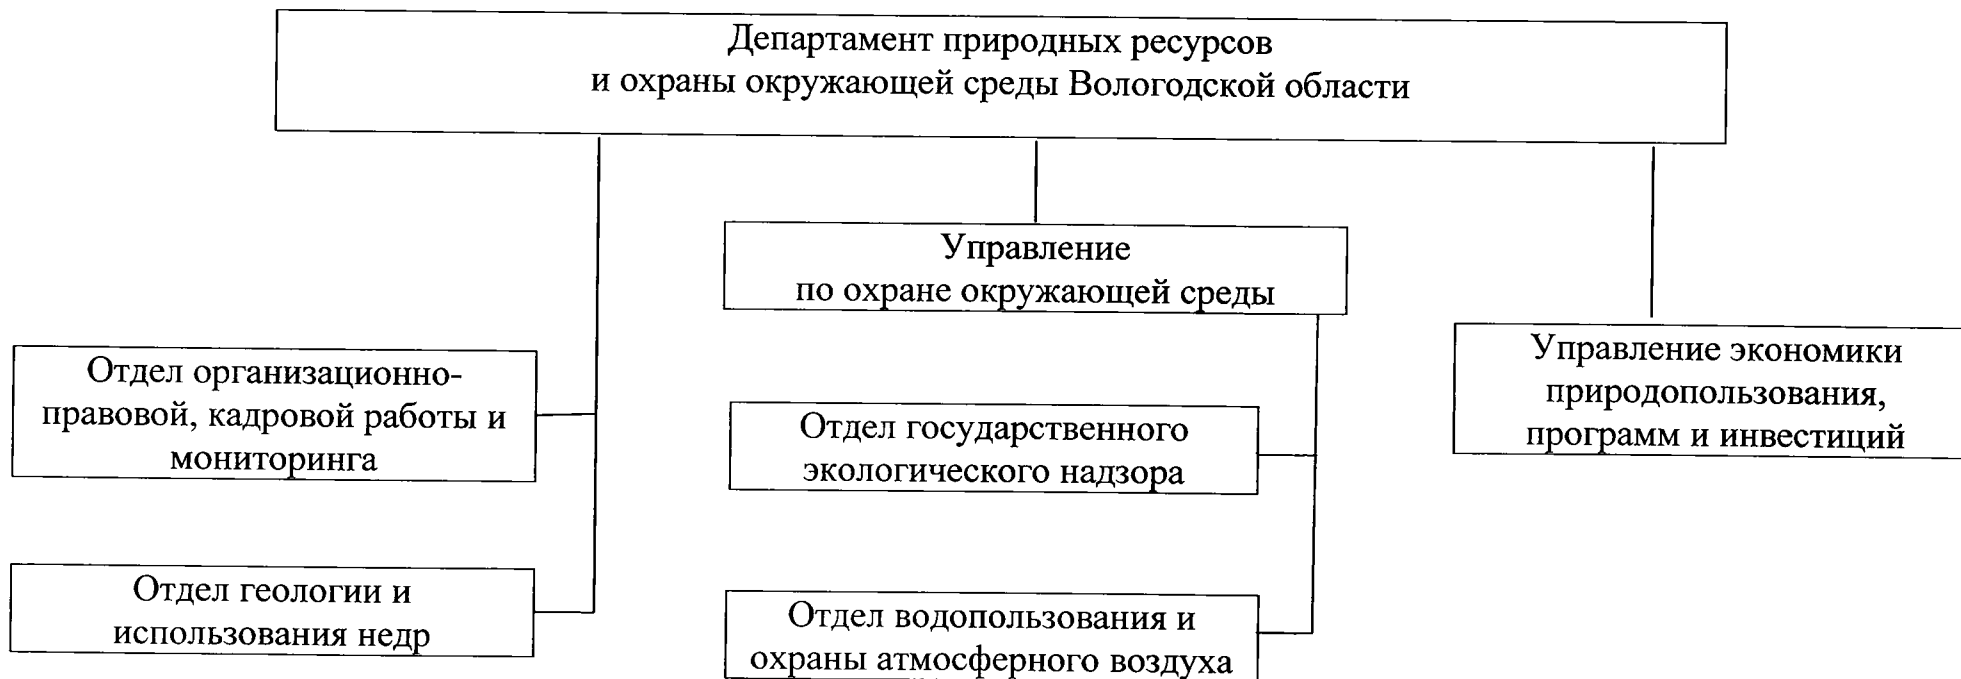 Департамент природных ресурсов
и охраны окружающей среды Вологодской области
Управление
по охране окружающей среды
Отдел организационно-
правовой, кадровой работы и
мониторинга
Управление экономики
природопользования,
программ и инвестиций
Отдел государственного
экологического надзора
Отдел геологии и
использования недр
Отдел водопользования и
охраны атмосферного воздуха